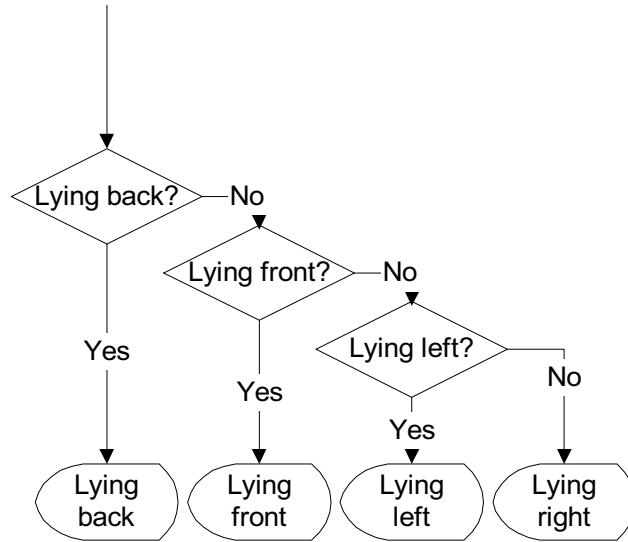 Lying back?
No
Lying front?
No
Lying left?
Yes
No
Yes
Yes
Lying
back
Lying
front
Lying
left
Lying
right